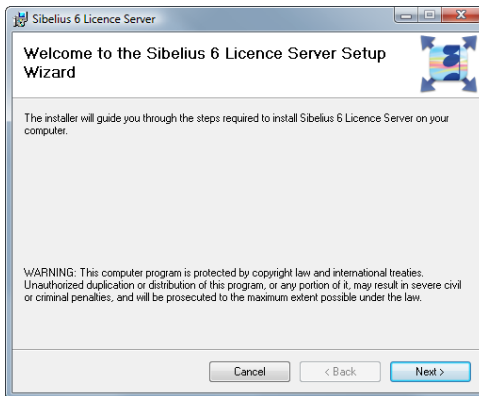 Sibelius 6 Licence Server
Welcome to the Sibelius 6 Licence Server Setup
Wizard
The installer will guide you through the steps required to install Sibelius 6 Licence Server on your
computer.
WARNING: This computer program is protected by copyright law and international treaties.
Unauthorized duplication or distribution of this program, or any portion of it, may result in severe civil
or criminal penalties, and will be prosecuted to the maximum extent possible under the law.
Cancel < Back Next >